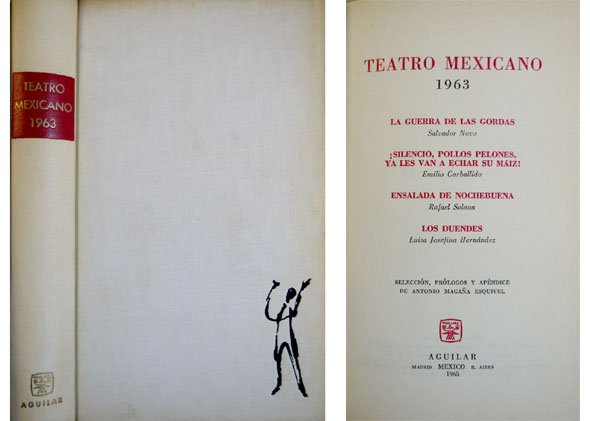 TEATRO
MEXICANO
1963
AGUILAR
TEATRO MEXICANO
1963
LA GUERRA DE LAS GORDAS
Salvador Novo
¡SILENCIO, POLLOS PELONES,
YA LES VAN A ECHAR SU MAÍZ!
Emilio Carballido
ENSALADA DE NOCHEBUENA
Rafael Solana
LOS DUENDES
Luisa Josefina Hernández
SELECCIÓN, PRÓLOGOS Y APÉNDICE
DE ANTONIO MAGAÑA ESQUIVEL
AGUILAR
MADRID MEXICO B. AIRES
1965